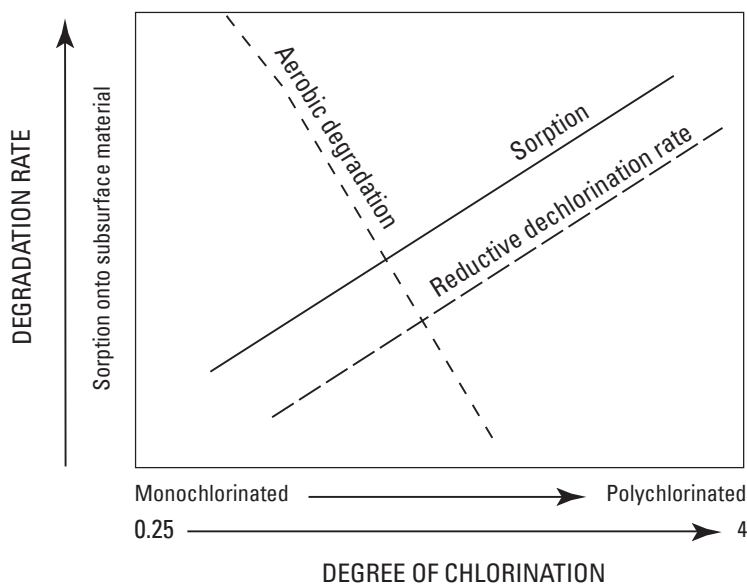 DEGRADATION RATE
Sorption onto subsurface material
Aerobic degradation
Sorption
Reductive dechlorination rate
Monochlorinated Polychlorinated
0.25 4
DEGREE OF CHLORINATION